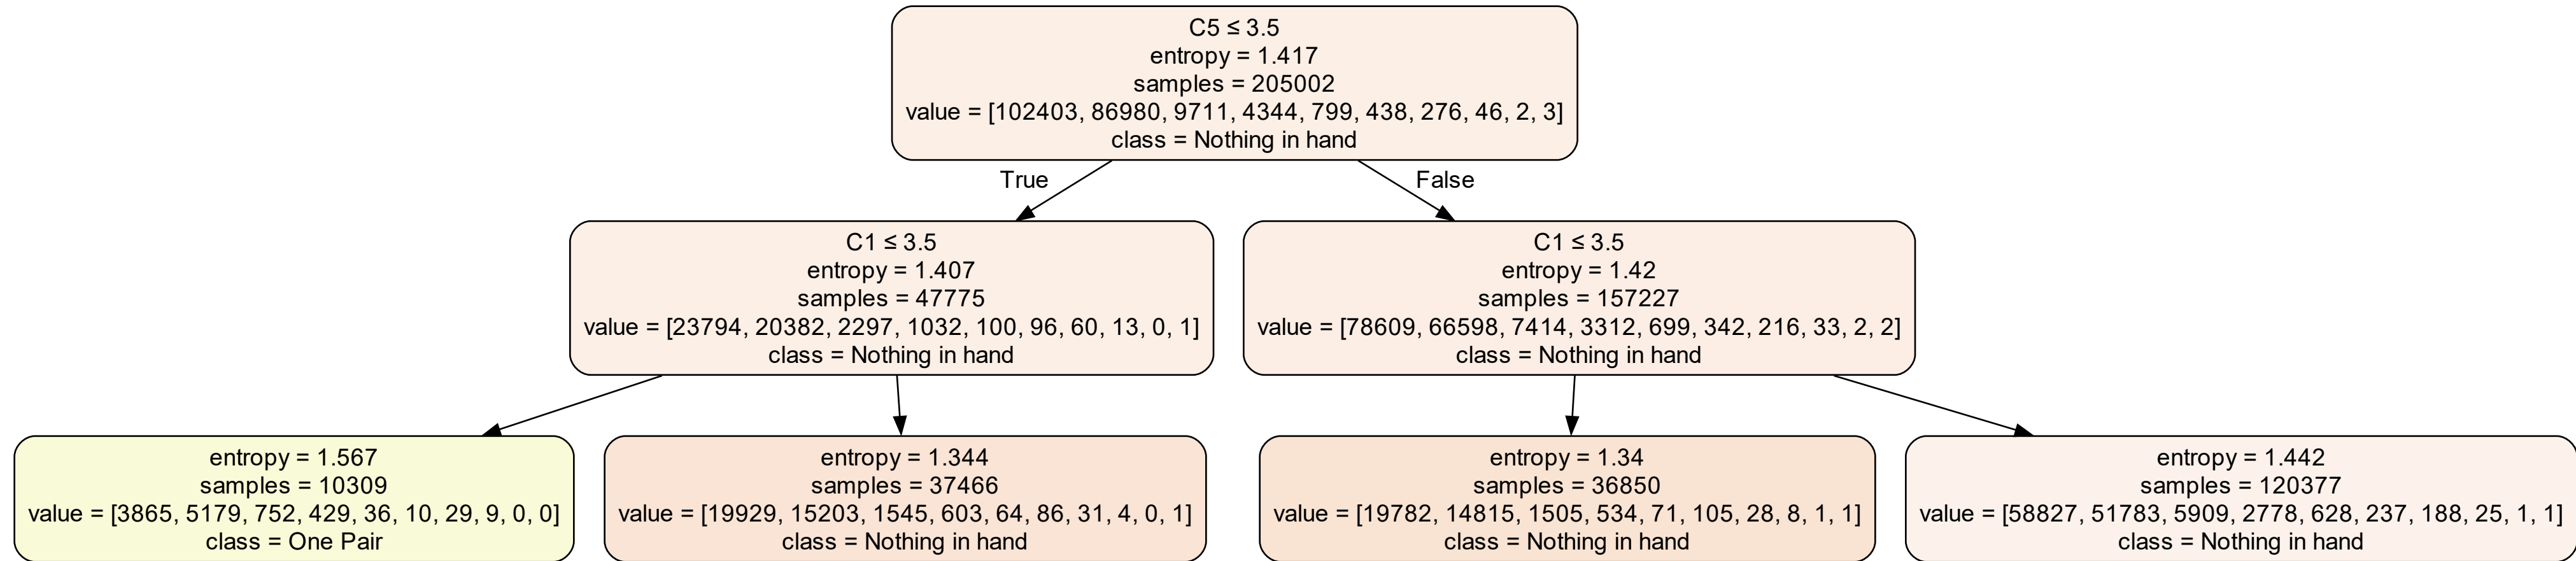 C5 ≤ 3.5
entropy = 1.417
samples = 205002
value = [102403, 86980, 9711, 4344, 799, 438, 276, 46, 2, 3]
class = Nothing in hand
True
False
C1 ≤ 3.5
entropy = 1.407
samples = 47775
value = [23794, 20382, 2297, 1032, 100, 96, 60, 13, 0, 1]
class = Nothing in hand
C1 ≤ 3.5
entropy = 1.42
samples = 157227
value = [78609, 66598, 7414, 3312, 699, 342, 216, 33, 2, 2]
class = Nothing in hand
entropy = 1.567
samples = 10309
value = [3865, 5179, 752, 429, 36, 10, 29, 9, 0, 0]
class = One Pair
entropy = 1.344
samples = 37466
value = [19929, 15203, 1545, 603, 64, 86, 31, 4, 0, 1]
class = Nothing in hand
entropy = 1.34
samples = 36850
value = [19782, 14815, 1505, 534, 71, 105, 28, 8, 1, 1]
class = Nothing in hand
entropy = 1.442
samples = 120377
value = [58827, 51783, 5909, 2778, 628, 237, 188, 25, 1, 1]
class = Nothing in hand